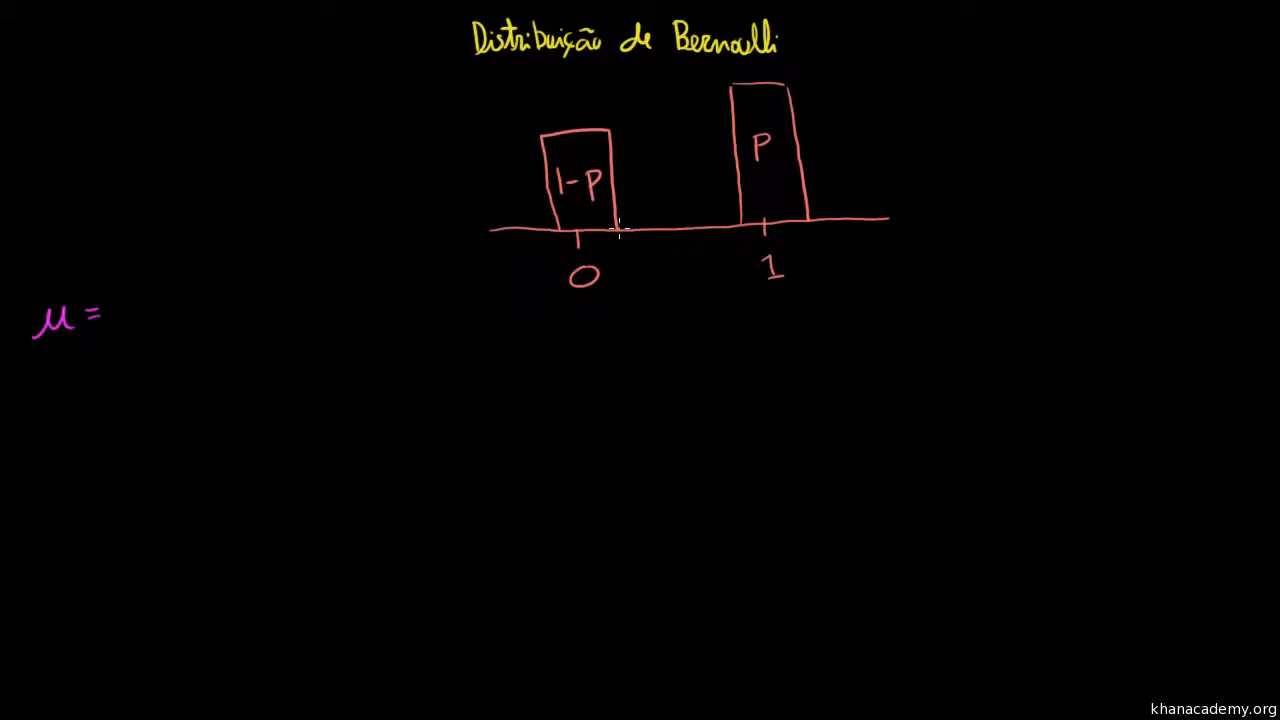 Distribuição de Bernoulli
1-p
P
0
1
μ =
khanacademy.org